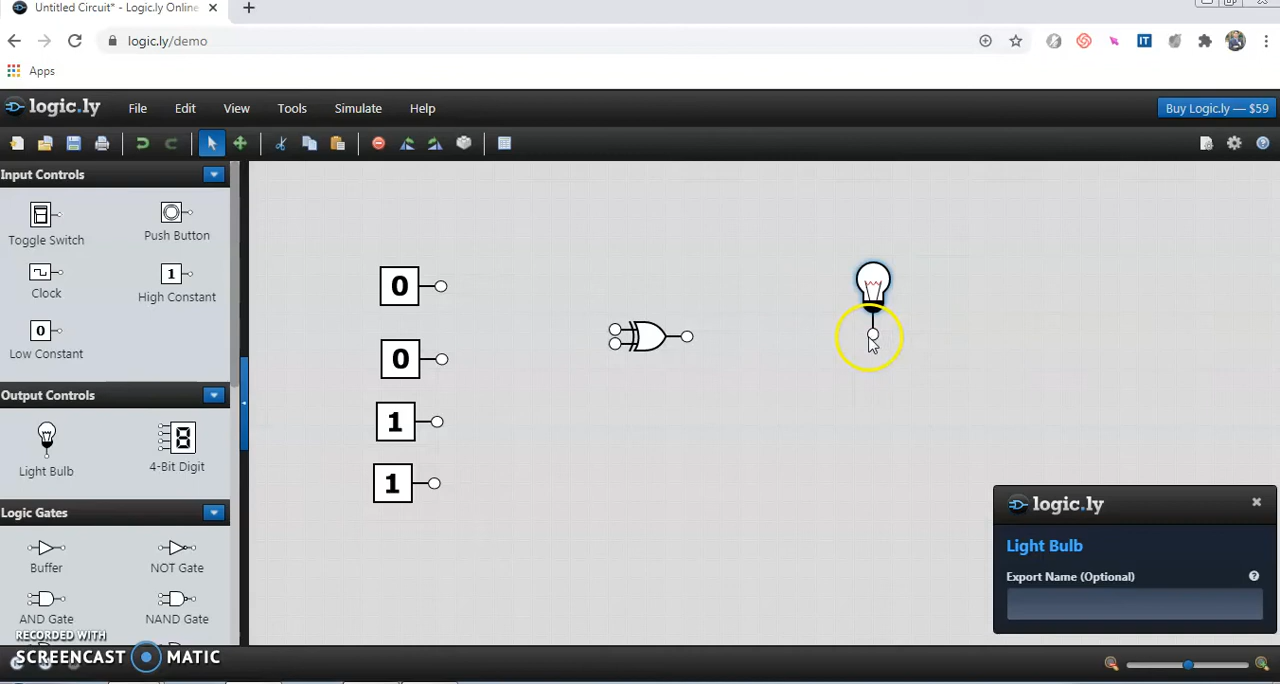 Untitled Circuit* - Logic.ly Online
logic.ly/demo
IT
Apps
logic.ly
File
Edit
View
Tools
Simulate
Help
Buy Logic.ly — $59
Input Controls
Toggle Switch
Push Button
Clock
1
High Constant
0
Low Constant
Output Controls
Light Bulb
8
4-Bit Digit
Logic Gates
Buffer
NOT Gate
AND Gate
NAND Gate
0
0
1
1
logic.ly
Light Bulb
Export Name (Optional)
RECORDED WITH
SCREENCAST MATIC